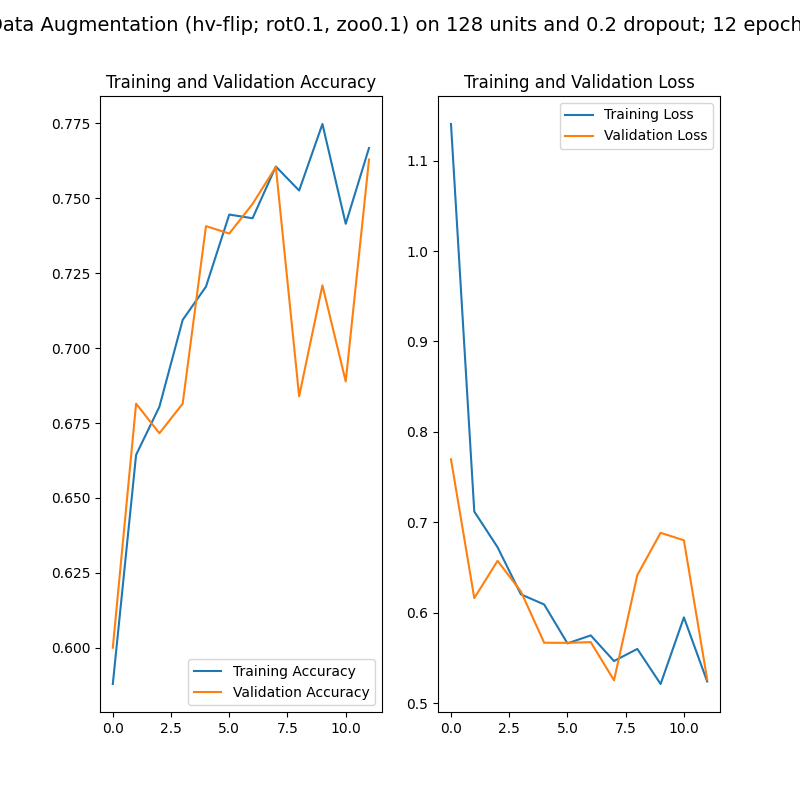 Data Augmentation (hv-flip; rot0.1, zoo0.1) on 128 units and 0.2 dropout; 12 epoch
Training and Validation Accuracy
0.775
0.750
0.725
0.700
0.675
0.650
0.625
0.600
Training Accuracy
Validation Accuracy
0.0 2.5 5.0 7.5 10.0
Training and Validation Loss
Training Loss
Validation Loss
1.1
1.0
0.9
0.8
0.7
0.6
0.5
0.0 2.5 5.0 7.5 10.0